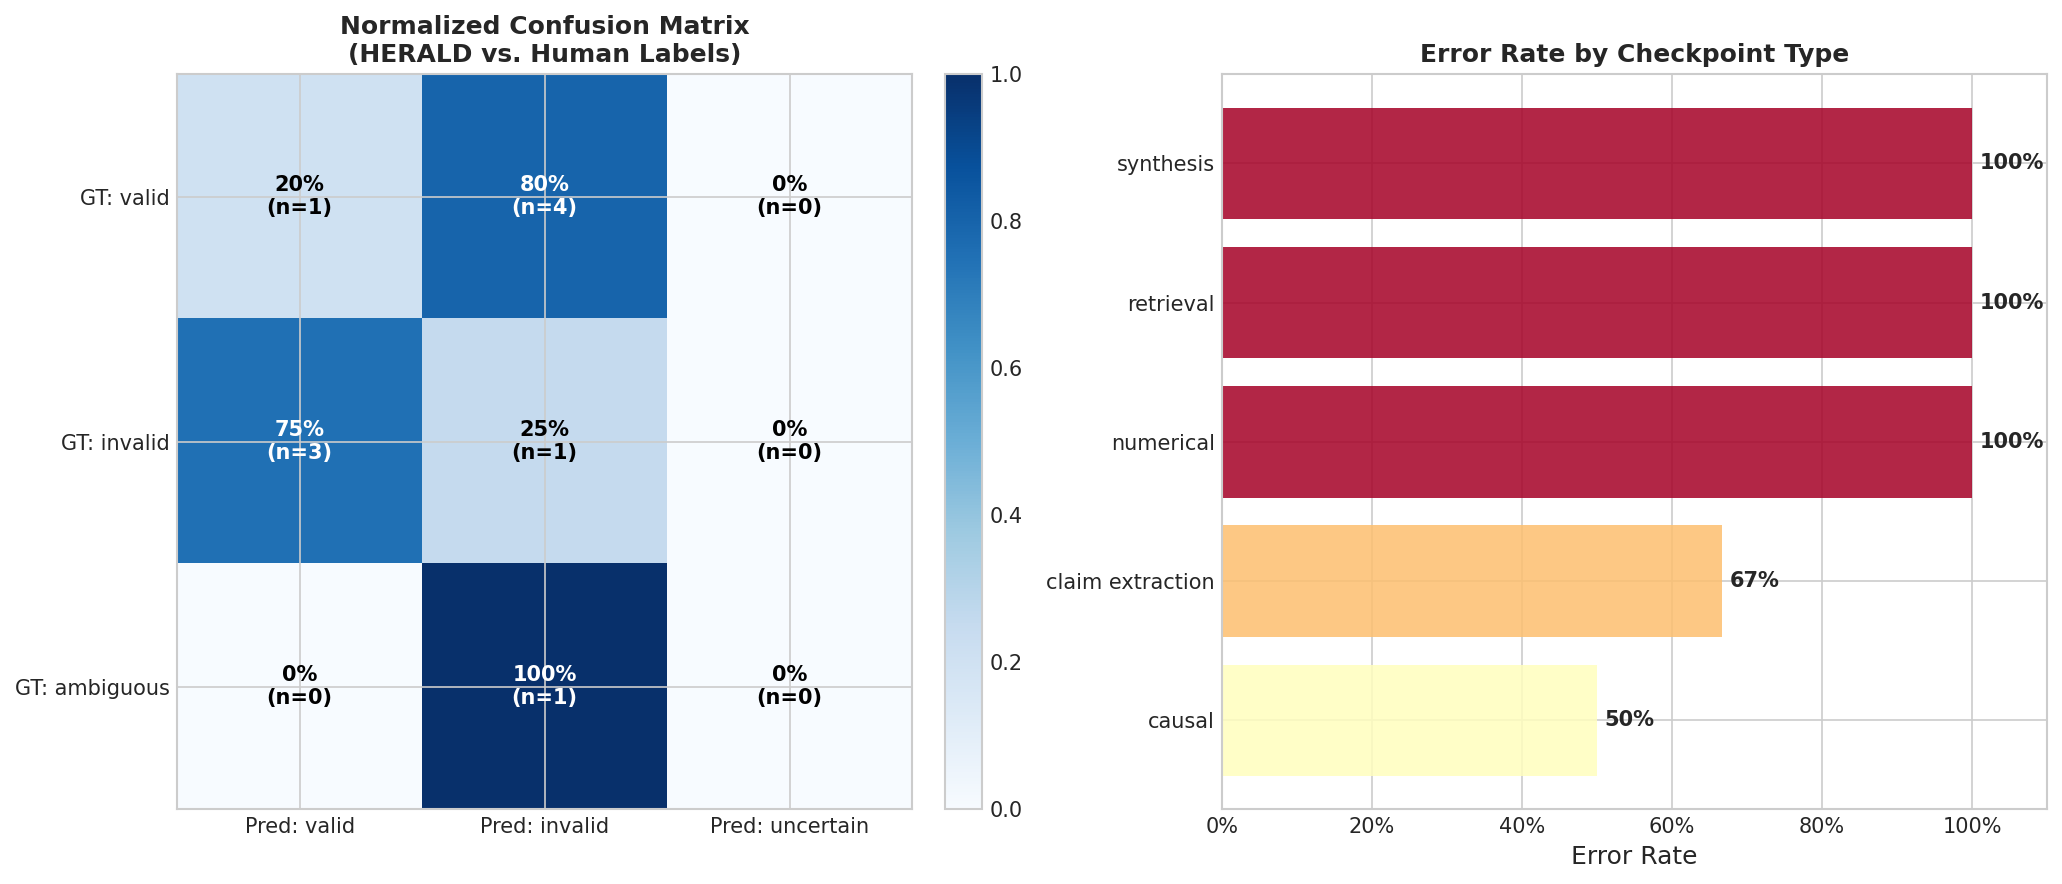 Normalized Confusion Matrix
(HERALD vs. Human Labels)
GT: valid
GT: invalid
GT: ambiguous
20%
(n=1)
80%
(n=4)
0%
(n=0)
75%
(n=3)
25%
(n=1)
0%
(n=0)
0%
(n=0)
100%
(n=1)
0%
(n=0)
Pred: valid
Pred: invalid
Pred: uncertain
1.0
0.8
0.6
0.4
0.2
0.0
Error Rate by Checkpoint Type
synthesis
100%
retrieval
100%
numerical
100%
claim extraction
67%
causal
50%
0%
20%
40%
60%
80%
100%
Error Rate